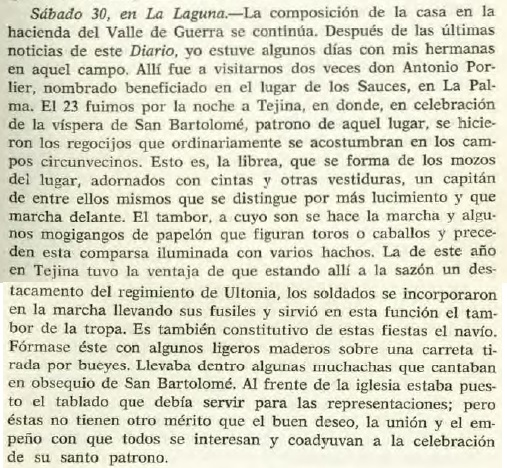 Sábado 30, en La Laguna.—La composición de la casa en la
hacienda del Valle de Guerra se continúa. Después de las últimas
noticias de este Diario, yo estuve algunos días con mis hermanas
en aquel campo. Allí fue a visitarnos dos veces don Antonio Por-
lier, nombrado beneficiado en el lugar de los Sauces, en La Pal-
ma. El 23 fuimos por la noche a Tejina, en donde, en celebración
de la víspera de San Bartolomé, patrono de aquel lugar, se hicie-
ron los regocijos que ordinariamente se acostumbran en los cam-
pos circunvecinos. Esto es, la librea, que se forma de los mozos
del lugar, adornados con cintas y otras vestiduras, un capitán
de entre ellos mismos que se distingue por más lucimiento y que
marcha delante. El tambor, a cuyo son se hace la marcha y algu-
nos mogigangos de papelón que figuran toros o caballos y prece-
den esta comparsa iluminada con varios hachos. La de este año
en Tejina tuvo la ventaja de que estando allí a la sazón un des-
tacamento del regimiento de Ultonia, los soldados se incorporaron
en la marcha llevando sus fusiles y sirvió en esta función el tam-
bor de la tropa. Es también constitutivo de estas fiestas el navío.
Fórmase éste con algunos ligeros maderos sobre una carreta ti-
rada por bueyes. Llevaba dentro algunas muchachas que cantaban
en obsequio de San Bartolomé. Al frente de la iglesia estaba pues-
to el tablado que debía servir para las representaciones; pero
éstas no tienen otro mérito que el buen deseo, la unión y el em-
peño con que todos se interesan y coadyuvan a la celebración
de su santo patrono.